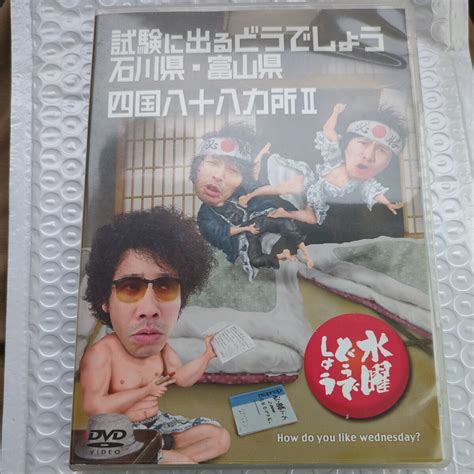 試験に出るどうでしょう
石川県・富山県
四国八十八カ所Ⅱ
必
必
水曜
どうで
しょう
DVD
VIDEO
How do you like wednesday?